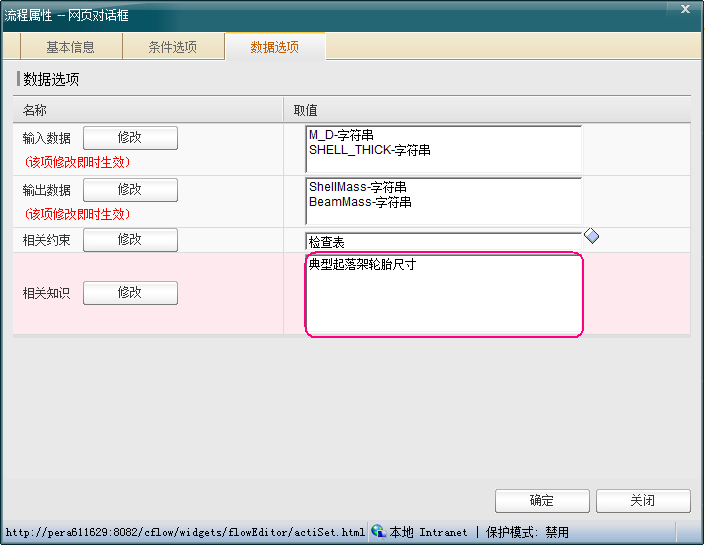 流程属性 -- 网页对话框
基本信息
条件选项
数据选项
数据选项
名称
取值
输入数据
修改
(该项修改即时生效)
M_D-字符串
SHELL_THICK-字符串
输出数据
修改
(该项修改即时生效)
ShellMass-字符串
BeamMass-字符串
相关约束
修改
检查表
相关知识
修改
典型起落架轮胎尺寸
确定
关闭
http://pera611629:8082/cflow/widgets/flowEditor/actiSet.html
本地 Intranet | 保护模式: 禁用